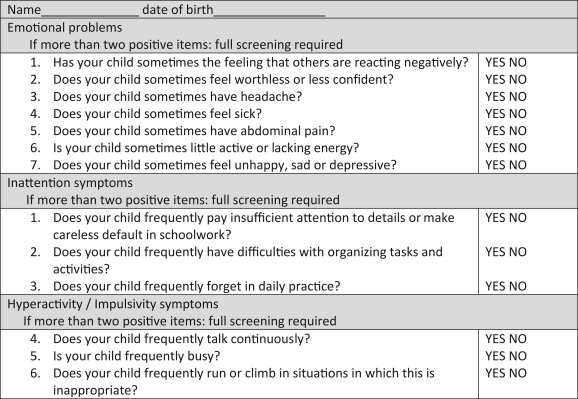 Name_______________ date of birth_________________
Emotional problems
If more than two positive items: full screening required
1. Has your child sometimes the feeling that others are reacting negatively? YES NO
2. Does your child sometimes feel worthless or less confident? YES NO
3. Does your child sometimes have headache? YES NO
4. Does your child sometimes feel sick? YES NO
5. Does your child sometimes have abdominal pain? YES NO
6. Is your child sometimes little active or lacking energy? YES NO
7. Does your child sometimes feel unhappy, sad or depressive? YES NO
Inattention symptoms
If more than two positive items: full screening required
1. Does your child frequently pay insufficient attention to details or make YES NO
careless default in schoolwork?
2. Does your child frequently have difficulties with organizing tasks and YES NO
activities?
3. Does your child frequently forget in daily practice? YES NO
Hyperactivity / Impulsivity symptoms
If more than two positive items: full screening required
4. Does your child frequently talk continuously? YES NO
5. Is your child frequently busy? YES NO
6. Does your child frequently run or climb in situations in which this is YES NO
inappropriate?